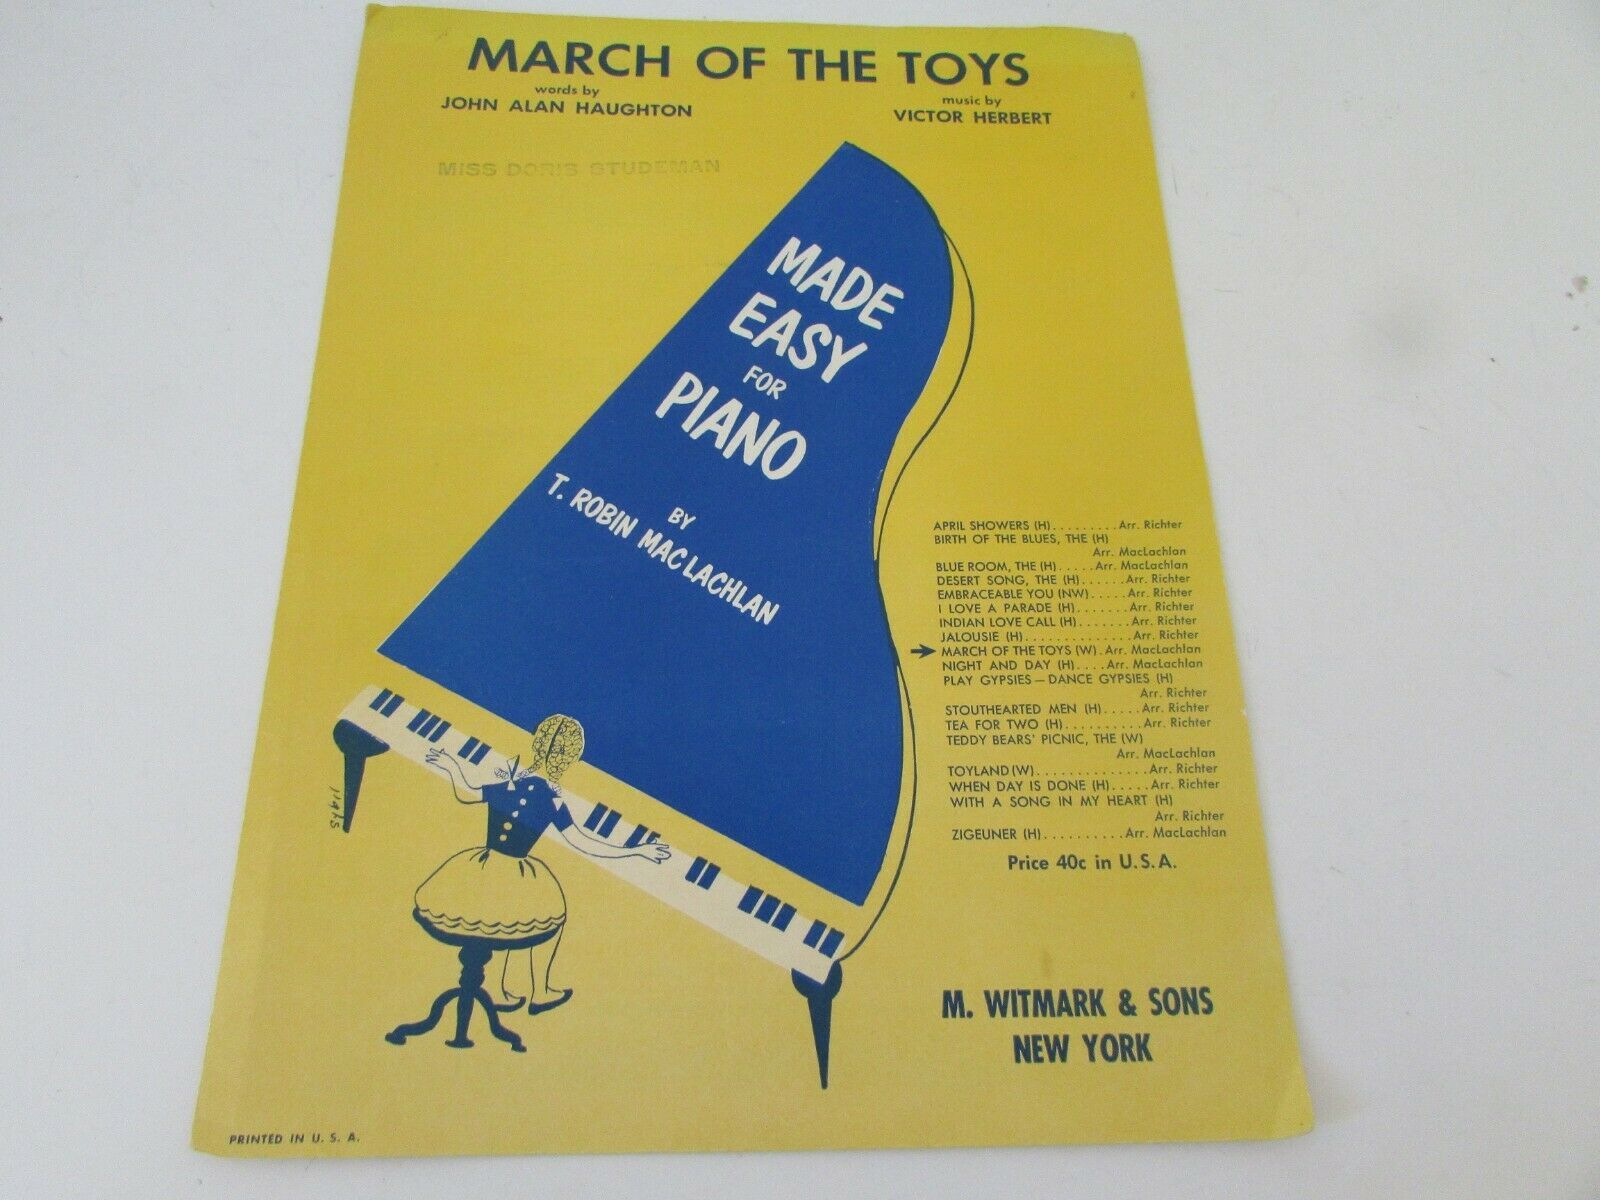 MARCH OF THE TOYS
words by
JOHN ALAN HAUGHTON
music by
VICTOR HERBERT
MISS DORIS STUDEMAN
MADE
EASY
FOR
PIANO
BY
T. ROBIN MACLACHLAN
APRIL SHOWERS (H) . . . . . . . . . Arr. Richter
BIRTH OF THE BLUES, THE (H)
Arr. MacLachlan
BLUE ROOM, THE (H) . . . . . Arr. MacLachlan
DESERT SONG, THE (H) . . . . . . Arr. Richter
EMBRACEABLE YOU (NW) . . . . . Arr. Richter
I LOVE A PARADE (H) . . . . . . . Arr. Richter
INDIAN LOVE CALL (H) . . . . . . . Arr. Richter
JALOUSIE (H) . . . . . . . . . . . . . . Arr. Richter
MARCH OF THE TOYS (W) . Arr. MacLachlan
NIGHT AND DAY (H) . . . . Arr. MacLachlan
PLAY GYPSIES — DANCE GYPSIES (H)
Arr. Richter
STOUTHEARTED MEN (H) . . . . . Arr. Richter
TEA FOR TWO (H) . . . . . . . . . . Arr. Richter
TEDDY BEARS' PICNIC, THE (W)
Arr. MacLachlan
TOYLAND (W) . . . . . . . . . . . . . . Arr. Richter
WHEN DAY IS DONE (H) . . . . . Arr. Richter
WITH A SONG IN MY HEART (H)
Arr. Richter
ZIGEUNER (H) . . . . . . . . . . Arr. MacLachlan
Price 40c in U.S.A.
M. WITMARK & SONS
NEW YORK
PRINTED IN U. S. A.